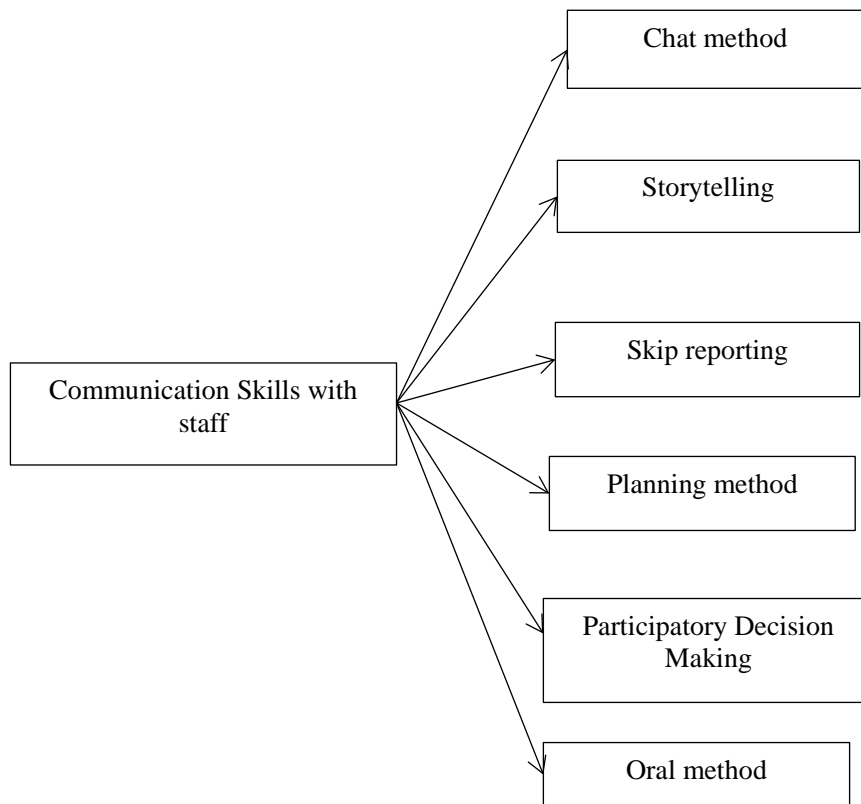 Chat method
Storytelling
Skip reporting
Communication Skills with
staff
Planning method
Participatory Decision
Making
Oral method